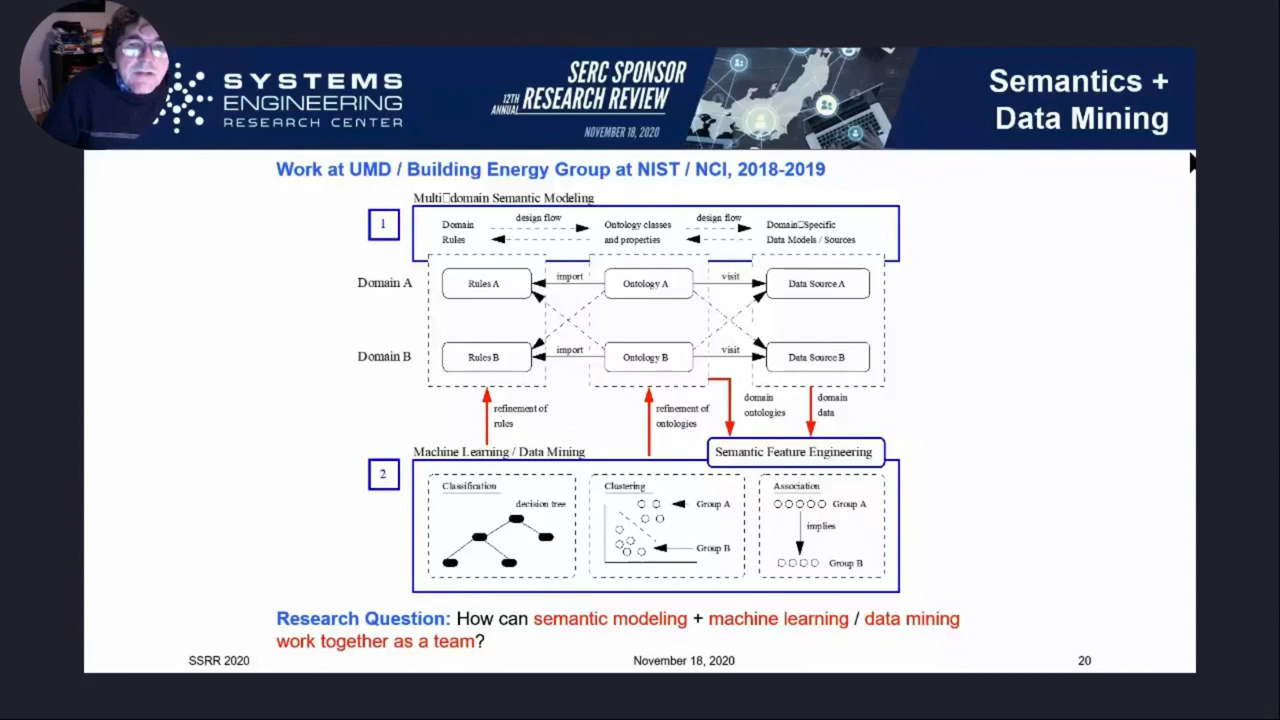 SYSTEMS
ENGINEERING
RESEARCH CENTER
12TH
ANNUAL
SERC SPONSOR
RESEARCH REVIEW
NOVEMBER 18, 2020
Semantics +
Data Mining
Work at UMD / Building Energy Group at NIST / NCI, 2018-2019
Multi□domain Semantic Modeling
1
Domain
Rules
design flow
Ontology classes
and properties
design flow
Domain□Specific
Data Models / Sources
Domain A
Rules A
import
Ontology A
visit
Data Source A
Domain B
Rules B
import
Ontology B
visit
Data Source B
refinement of
rules
refinement of
ontologies
domain
ontologies
domain
data
Machine Learning / Data Mining
Semantic Feature Engineering
2
Classification
decision tree
Clustering
Group A
Group B
Association
Group A
implies
Group B
Research Question: How can semantic modeling + machine learning / data mining
work together as a team?
SSRR 2020
November 18, 2020
20